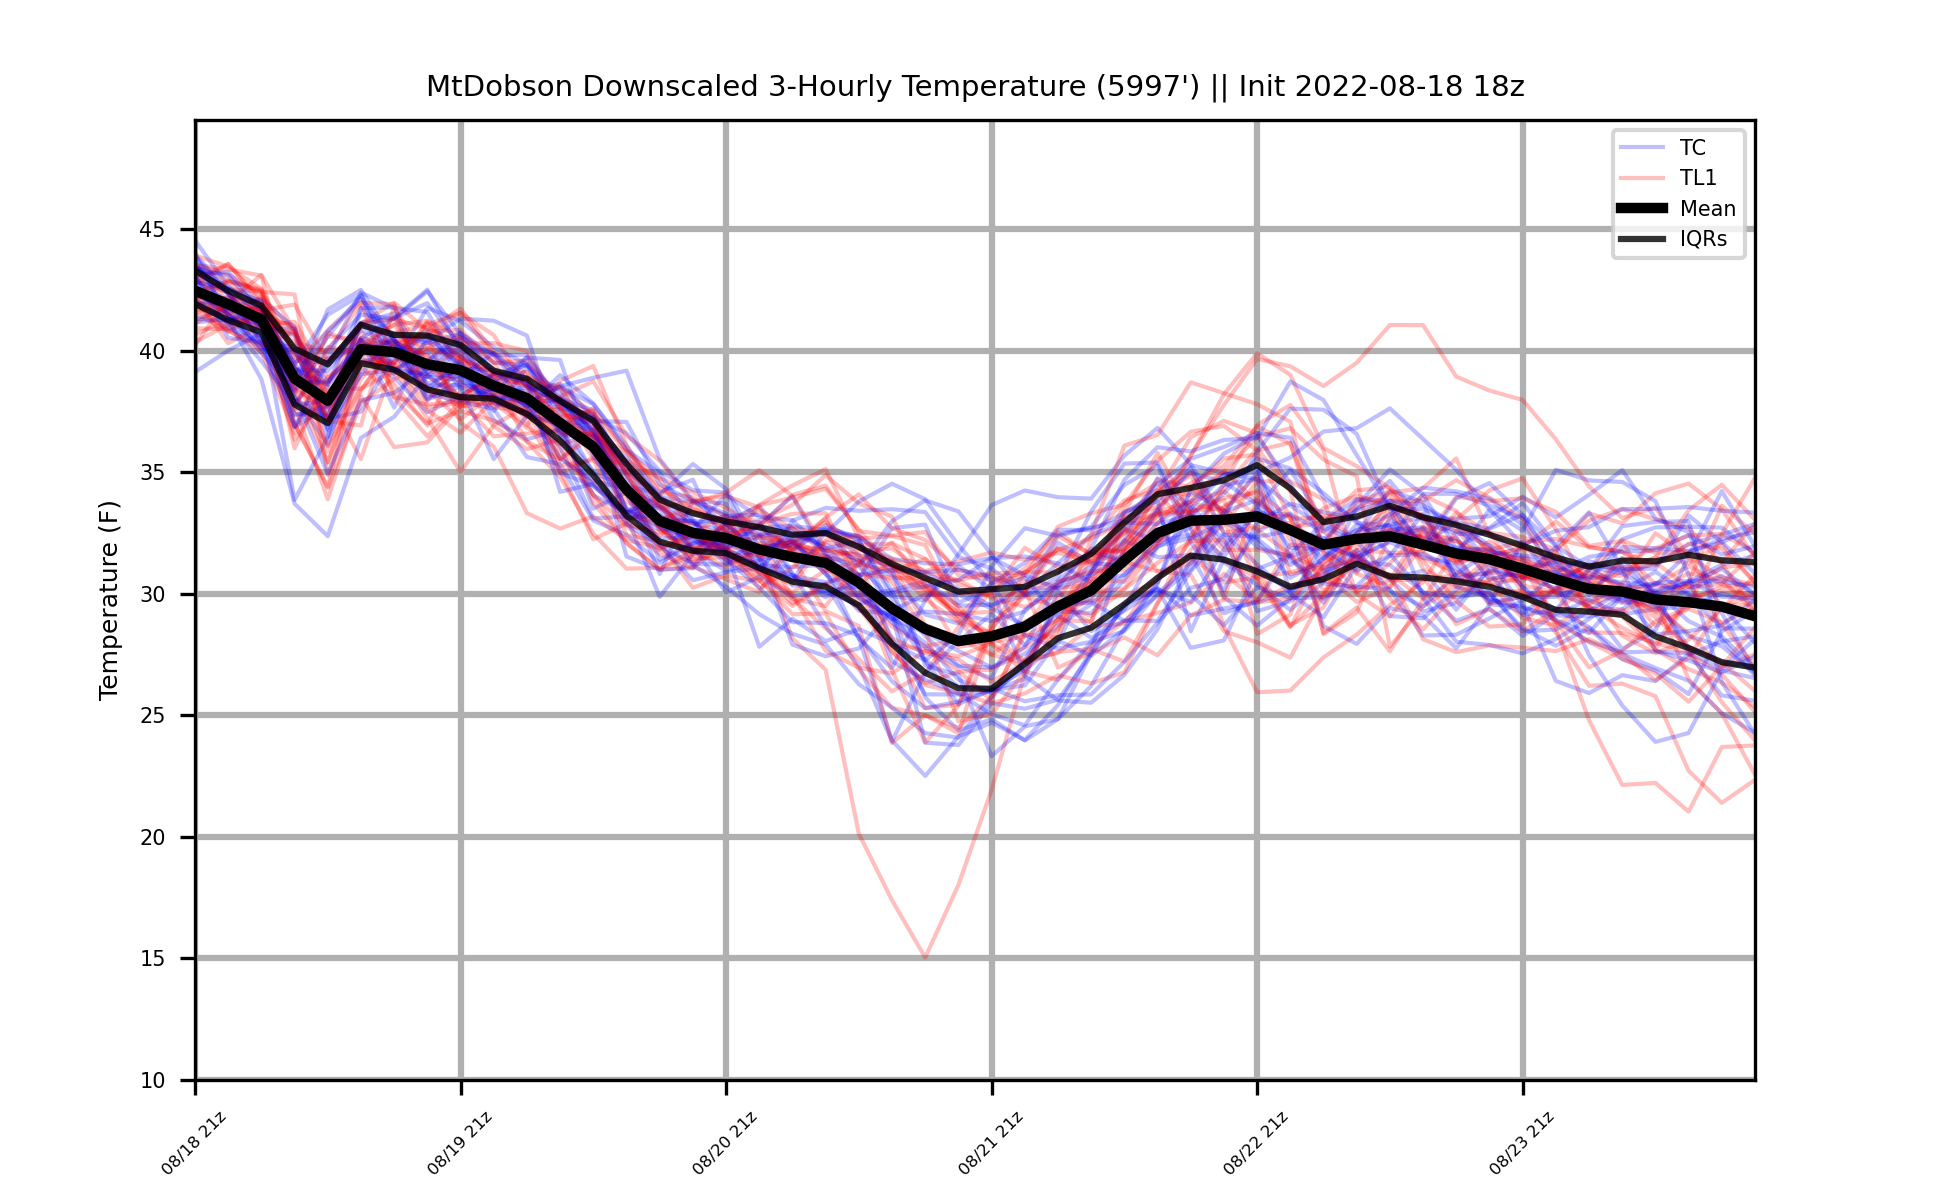 MtDobson Downscaled 3-Hourly Temperature (5997') || Init 2022-08-18 18z
TC
TL1
Mean
IQRs
Temperature (F)
45
40
35
30
25
20
15
10
08/18 21z
08/19 21z
08/20 21z
08/21 21z
08/22 21z
08/23 21z